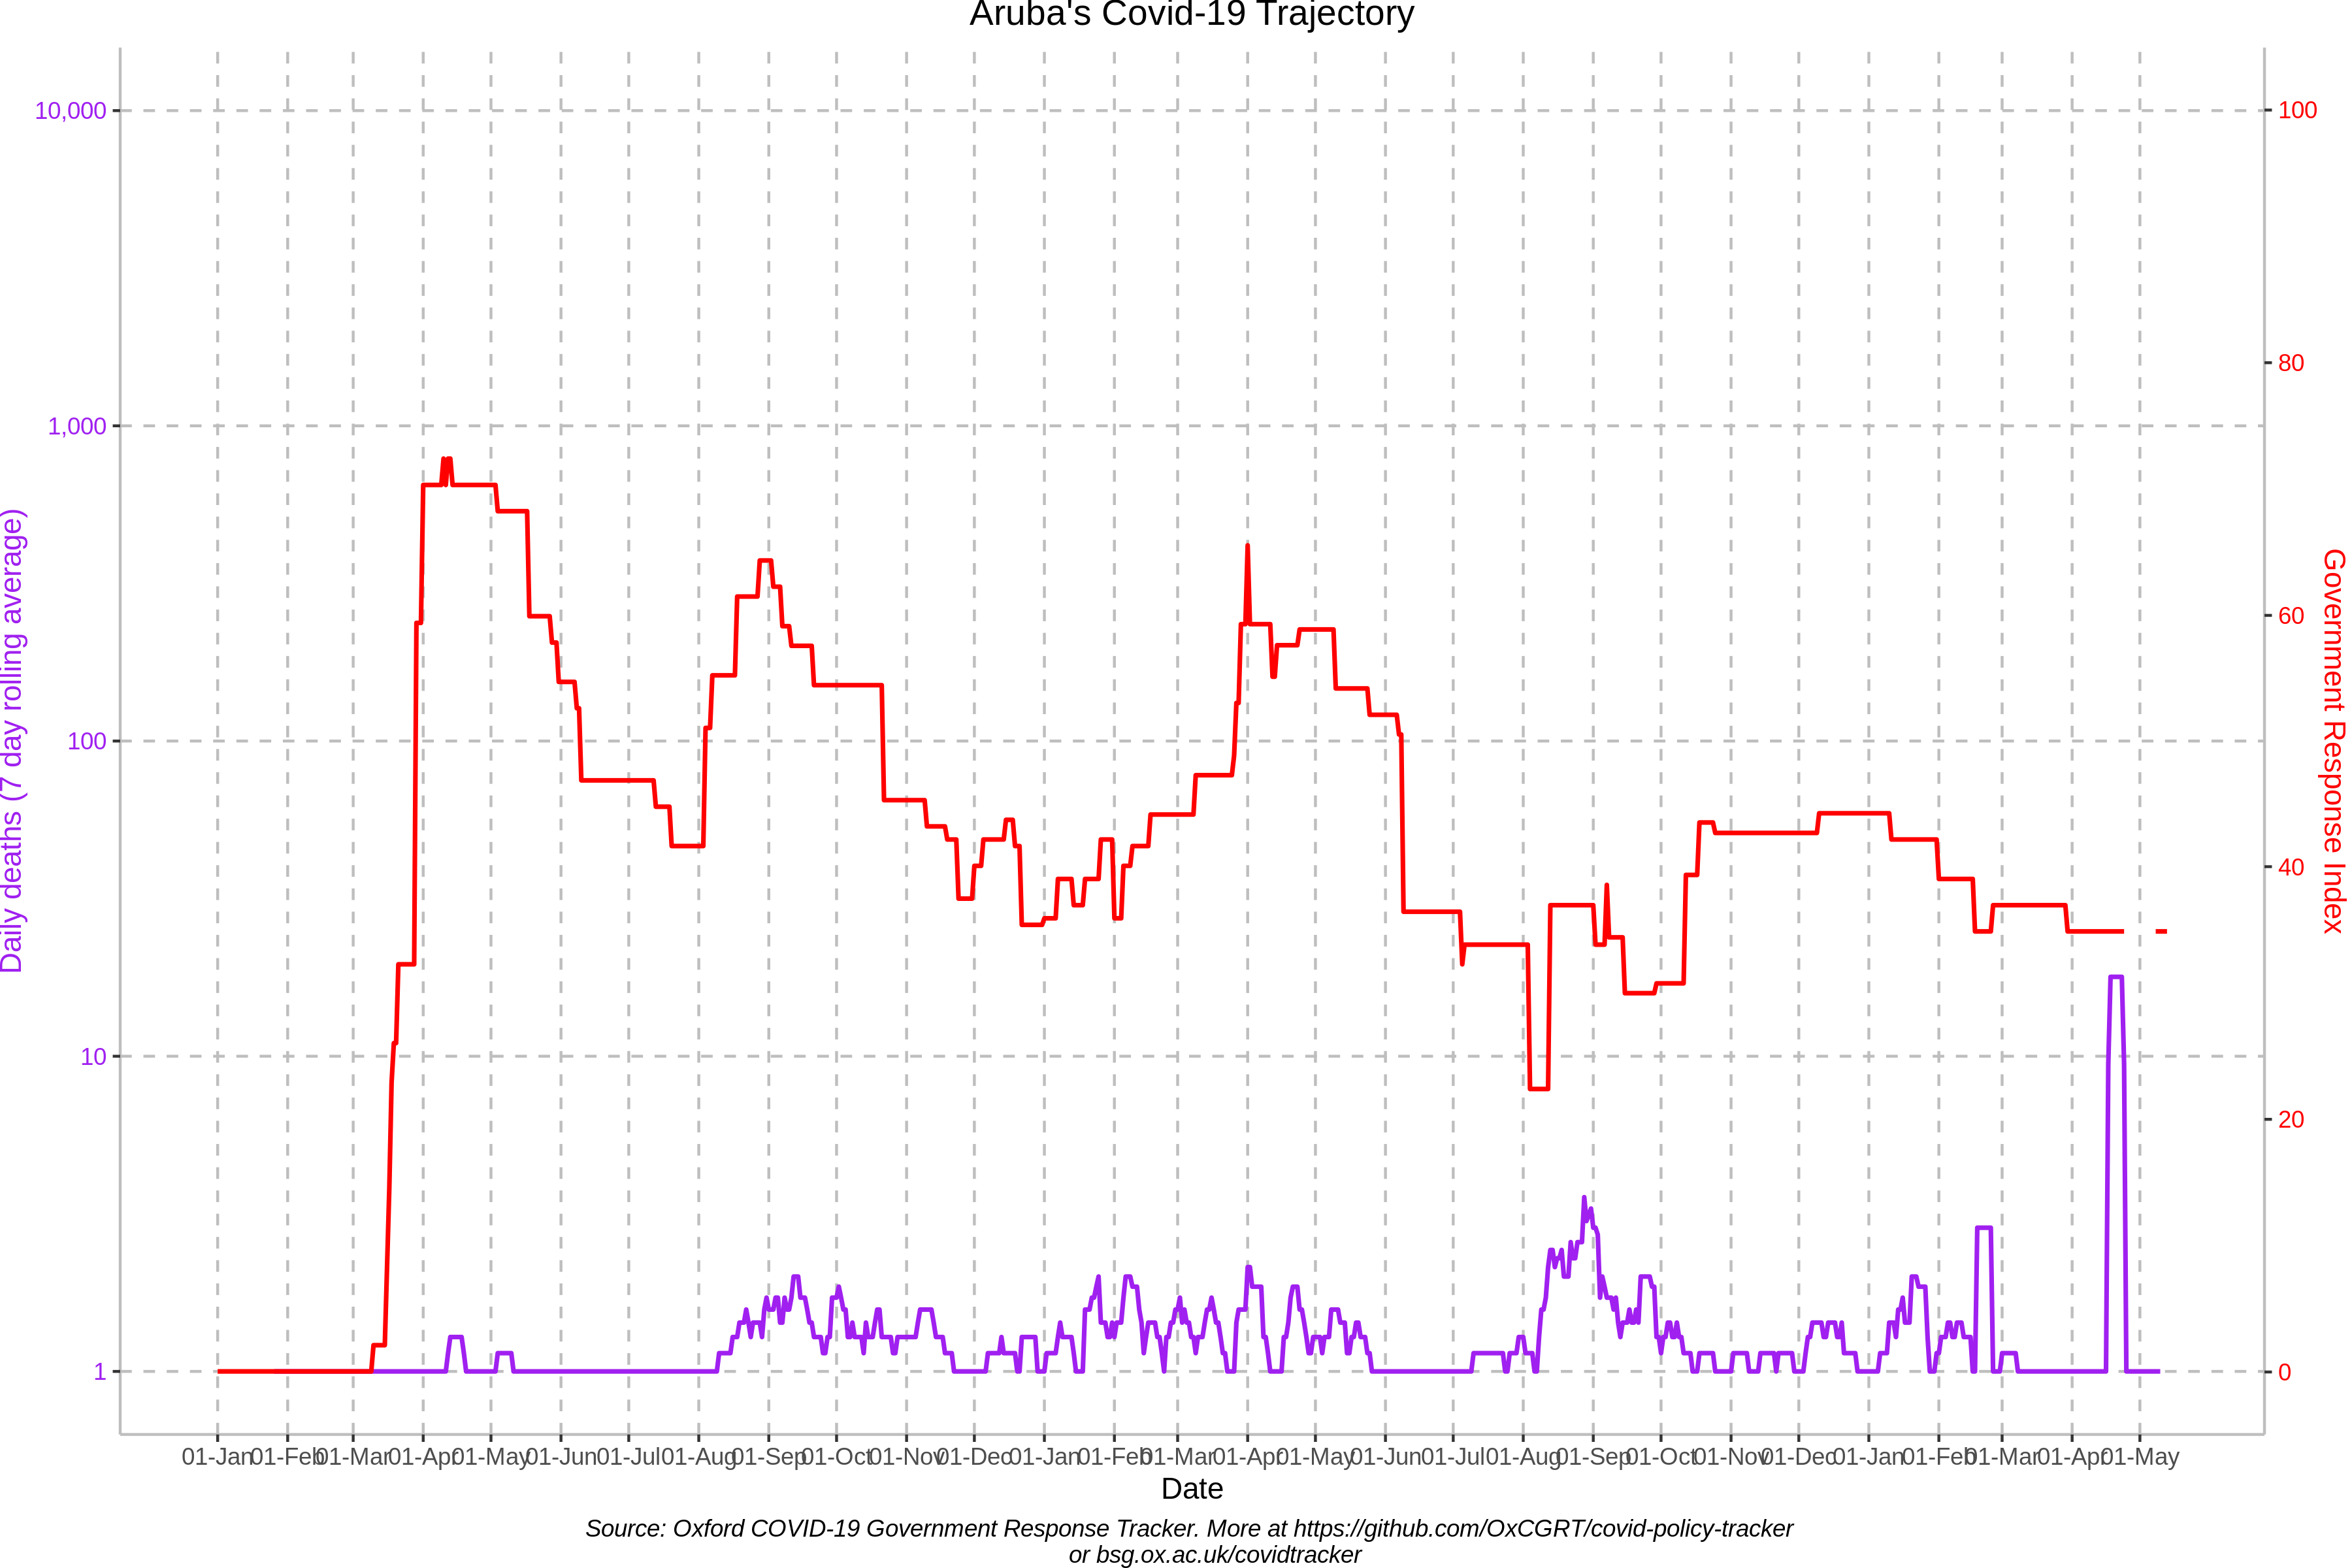 Aruba's Covid-19 Trajectory
10,000
1,000
100
10
1
Daily deaths (7 day rolling average)
100
80
60
40
20
0
Government Response Index
01-Jan 01-Feb 01-Mar 01-Apr 01-May 01-Jun 01-Jul 01-Aug 01-Sep 01-Oct 01-Nov 01-Dec 01-Jan 01-Feb 01-Mar 01-Apr 01-May 01-Jun 01-Jul 01-Aug 01-Sep 01-Oct 01-Nov 01-Dec 01-Jan 01-Feb 01-Mar 01-Apr 01-May
Date
Source: Oxford COVID-19 Government Response Tracker. More at https://github.com/OxCGRT/covid-policy-tracker
or bsg.ox.ac.uk/covidtracker